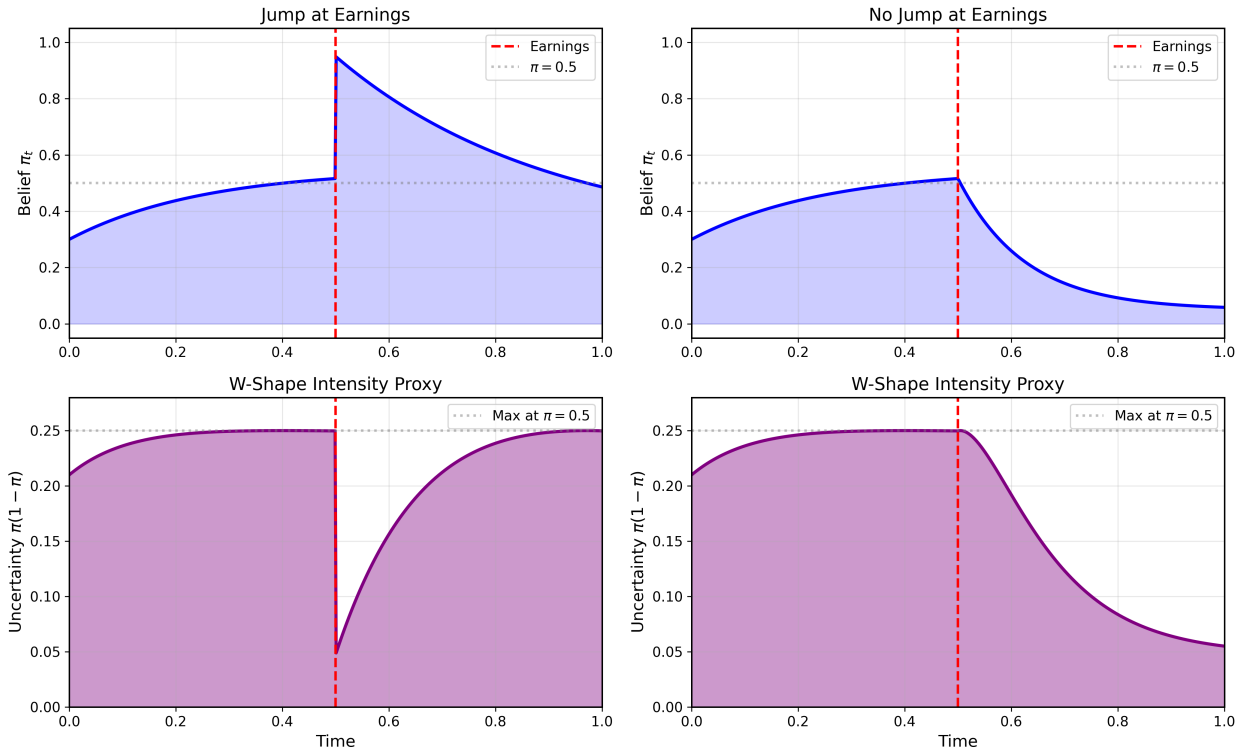 Jump at Earnings
1.0
0.8
0.6
0.4
0.2
0.0
Belief πt
Earnings
π = 0.5
0.0 0.2 0.4 0.6 0.8 1.0
No Jump at Earnings
1.0
0.8
0.6
0.4
0.2
0.0
Belief πt
Earnings
π = 0.5
0.0 0.2 0.4 0.6 0.8 1.0
W-Shape Intensity Proxy
0.25
0.20
0.15
0.10
0.05
0.00
Uncertainty π(1 − π)
Max at π = 0.5
0.0 0.2 0.4 0.6 0.8 1.0
Time
W-Shape Intensity Proxy
0.25
0.20
0.15
0.10
0.05
0.00
Uncertainty π(1 − π)
Max at π = 0.5
0.0 0.2 0.4 0.6 0.8 1.0
Time